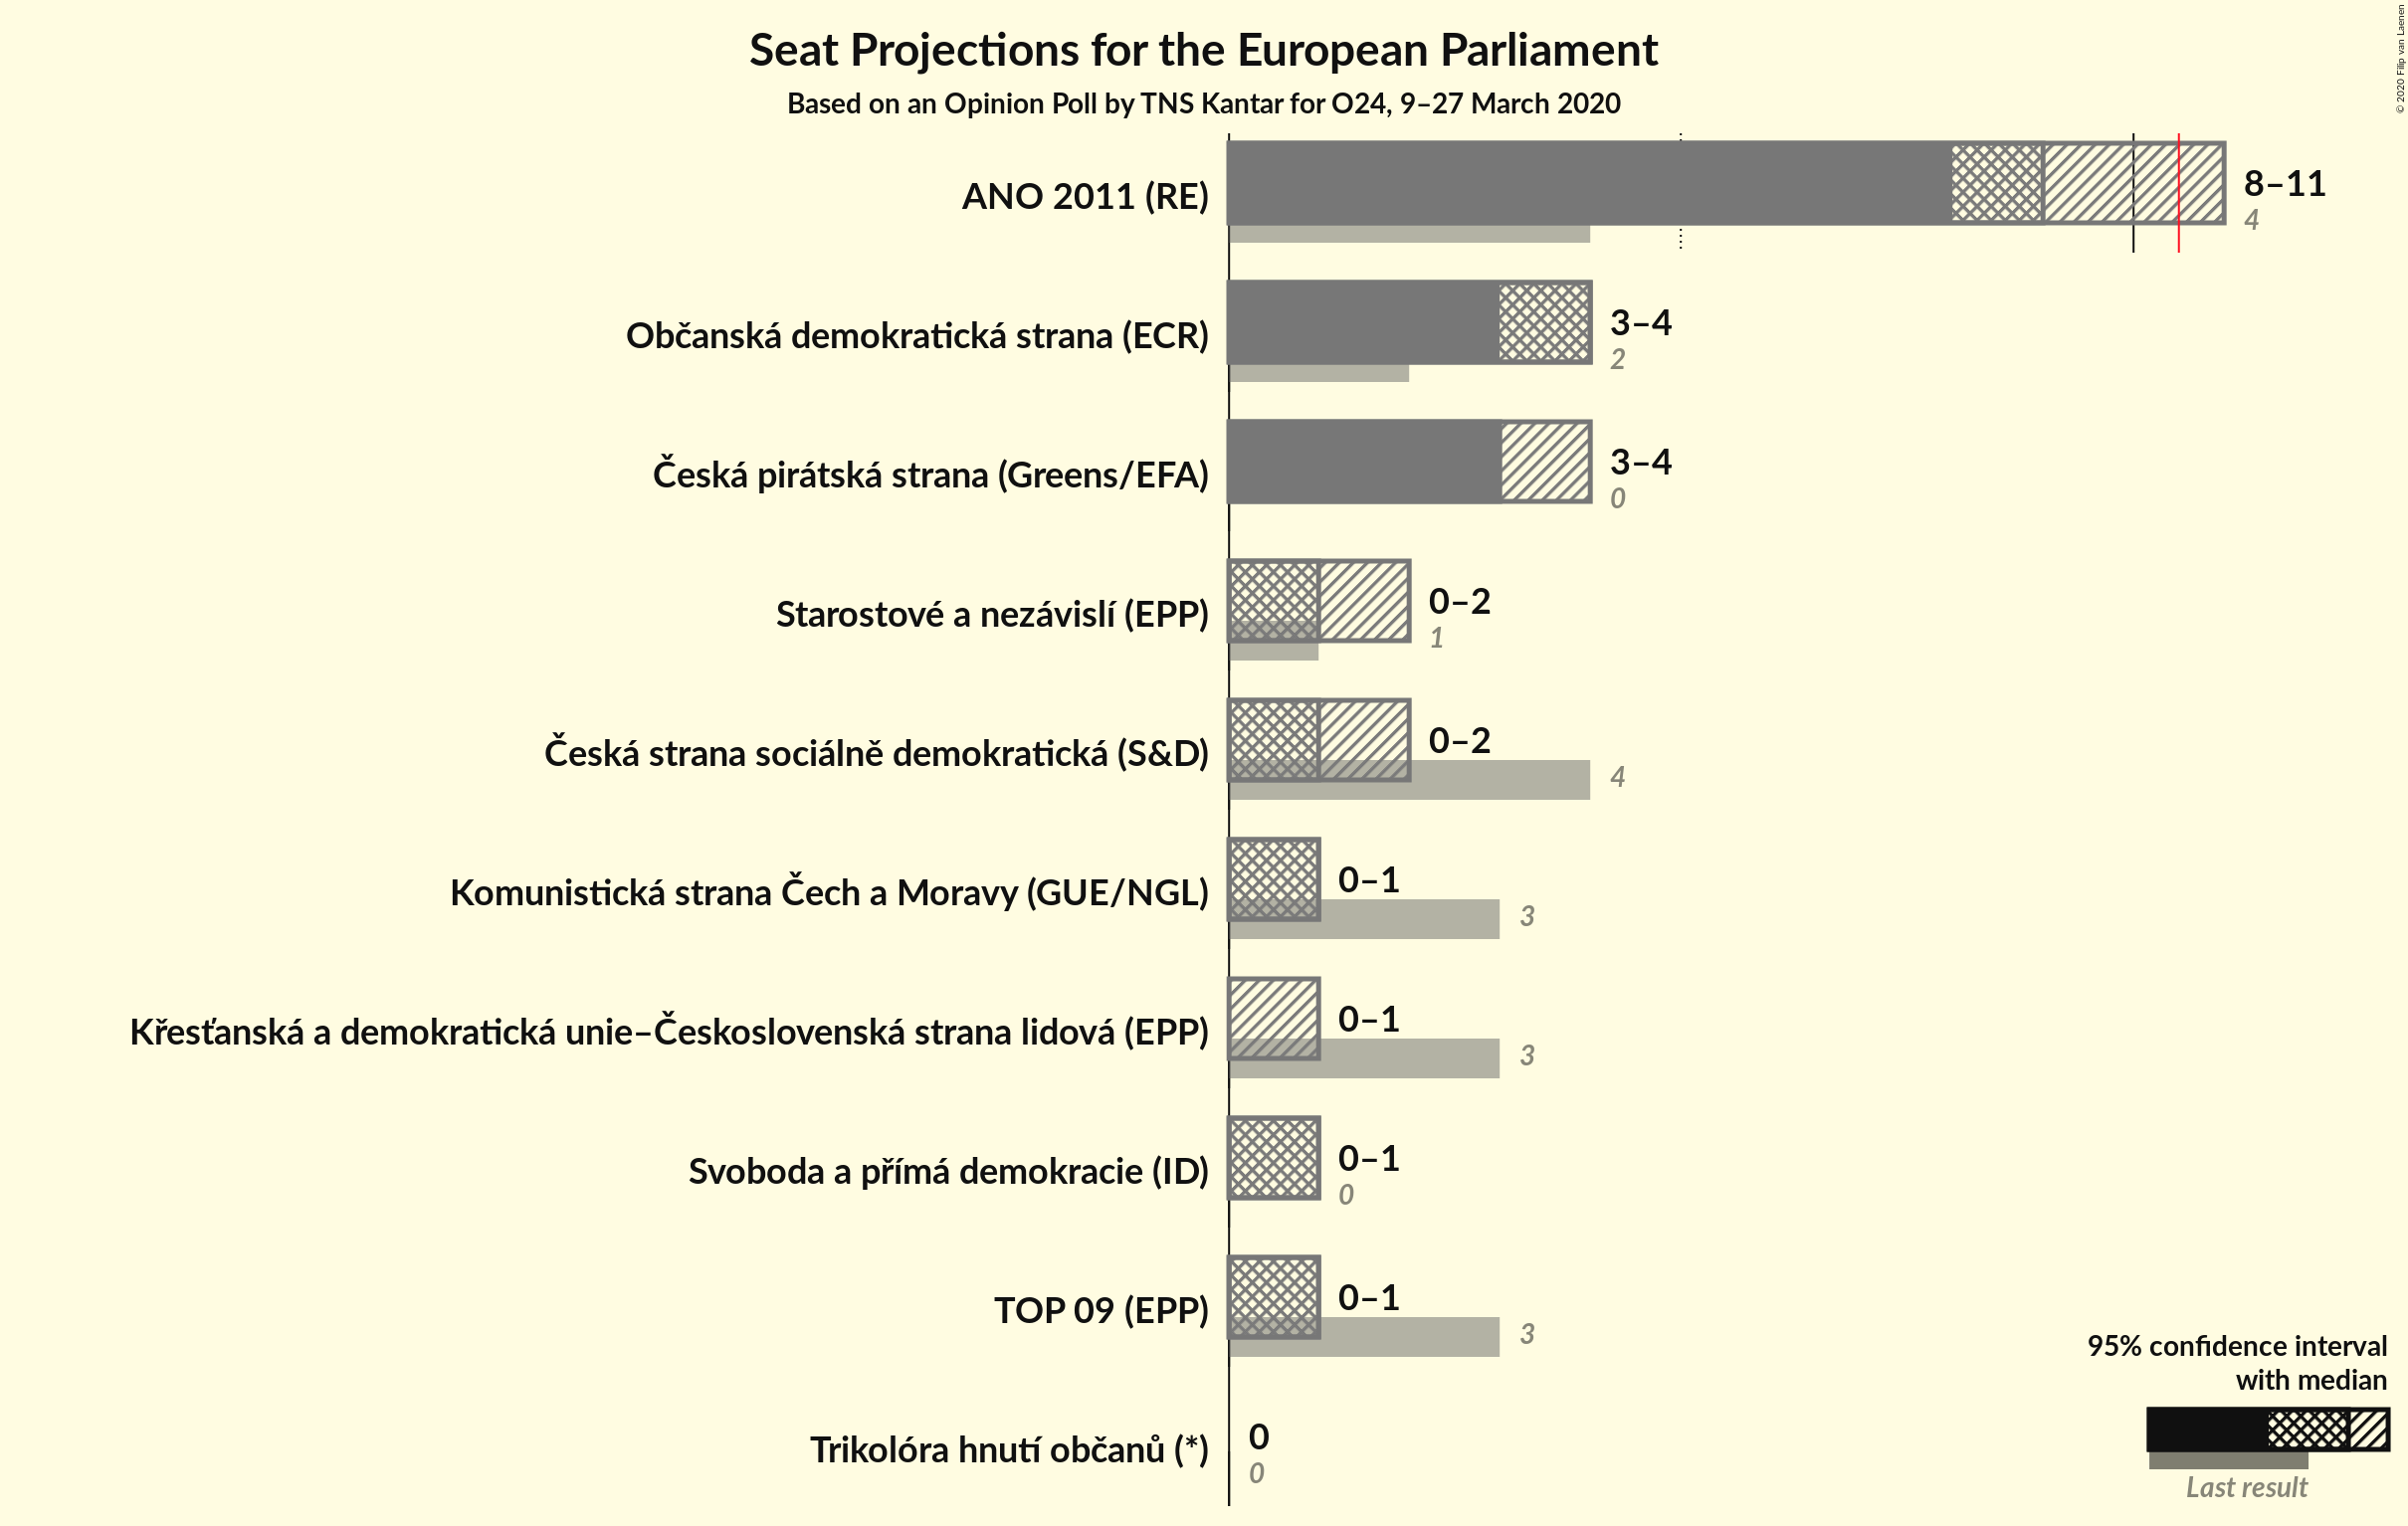 Seat Projections for the European Parliament
Based on an Opinion Poll by TNS Kantar for O24, 9–27 March 2020
© 2020 Filip van Laenen
ANO 2011 (RE)
8–11
4
Občanská demokratická strana (ECR)
3–4
2
Česká pirátská strana (Greens/EFA)
3–4
0
Starostové a nezávislí (EPP)
0–2
1
Česká strana sociálně demokratická (S&D)
0–2
4
Komunistická strana Čech a Moravy (GUE/NGL)
0–1
3
Křesťanská a demokratická unie–Československá strana lidová (EPP)
0–1
3
Svoboda a přímá demokracie (ID)
0–1
0
TOP 09 (EPP)
0–1
3
Trikolóra hnutí občanů (*)
0
0
95% confidence interval
with median
Last result